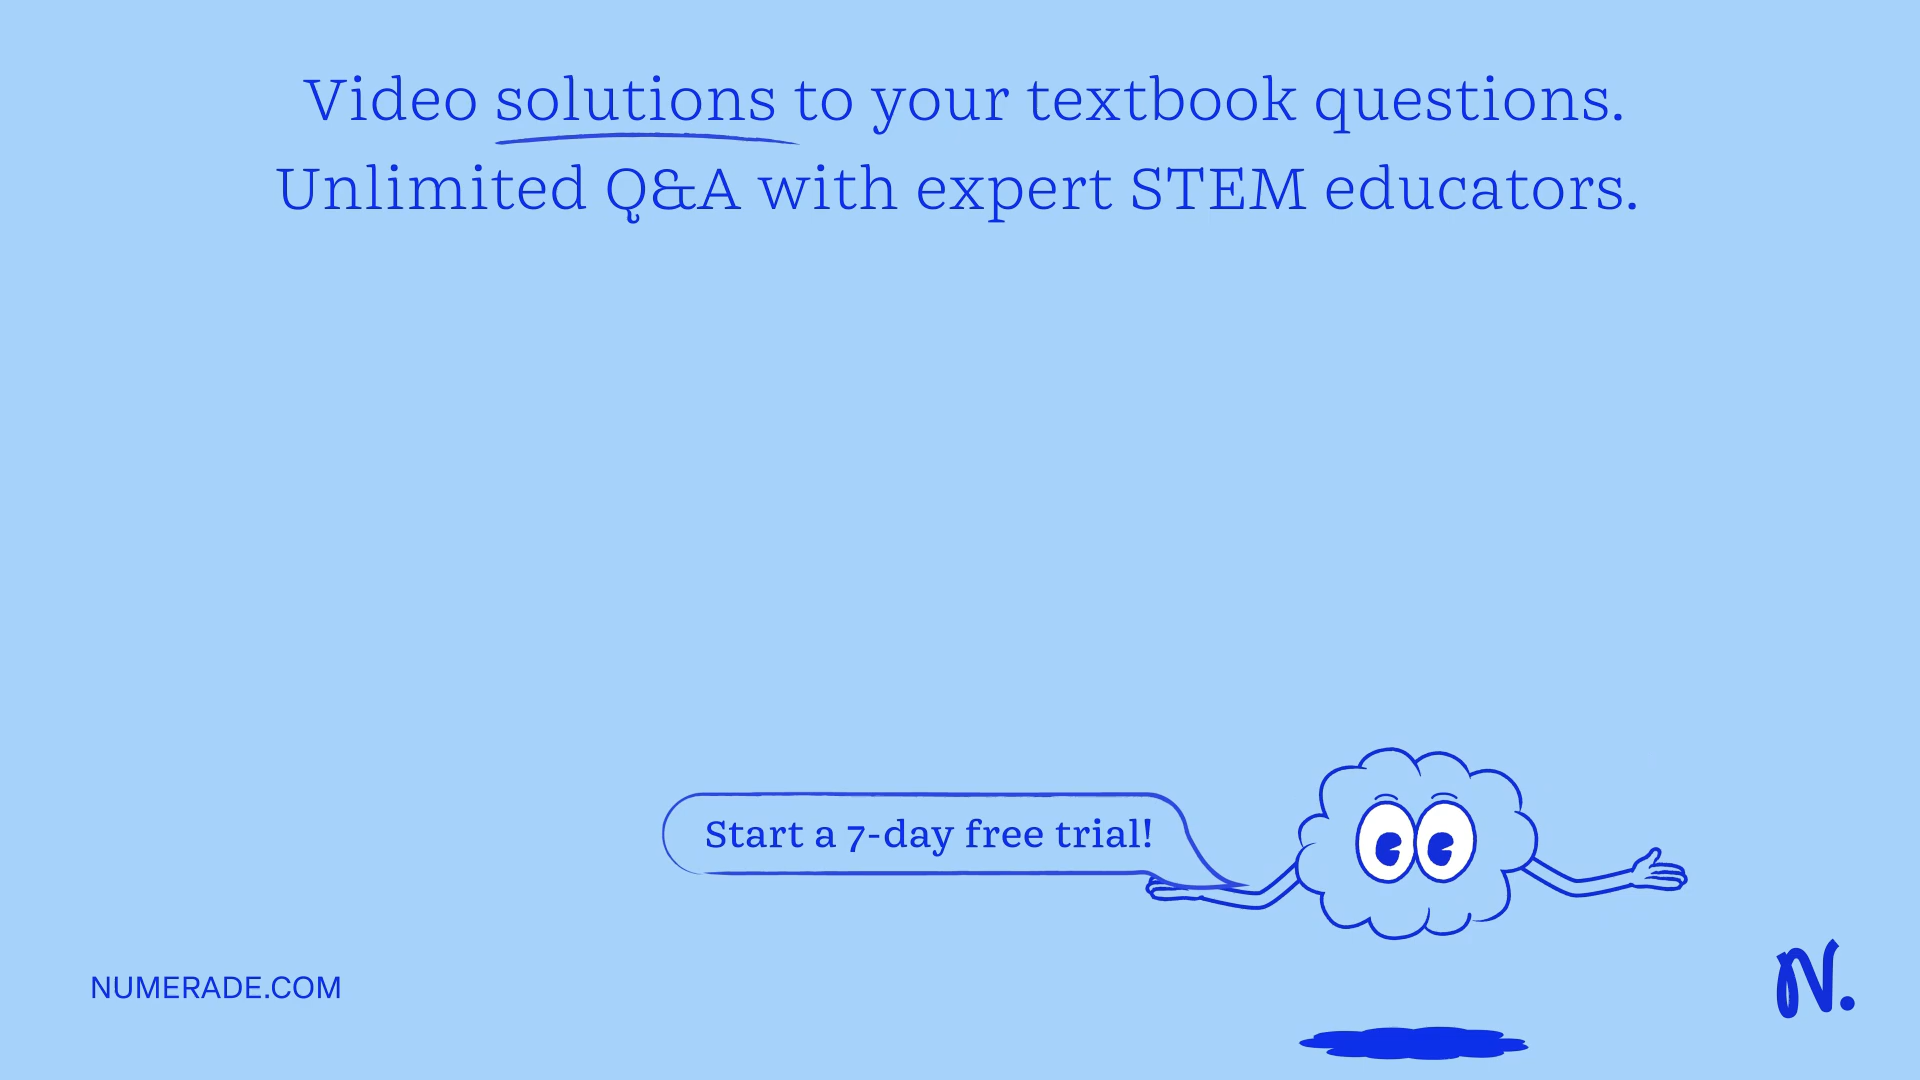 Video solutions to your textbook questions.
Unlimited Q&A with expert STEM educators.
Start a 7-day free trial!
NUMERADE.COM
N.